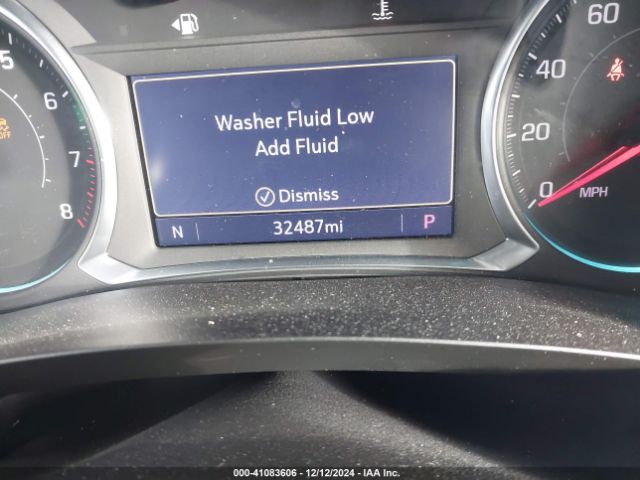 5
6
7
8
OFF
Washer Fluid Low
Add Fluid
Dismiss
N 32487mi P
60
40
20
0
MPH
000-41083606 - 12/12/2024 - IAA Inc.